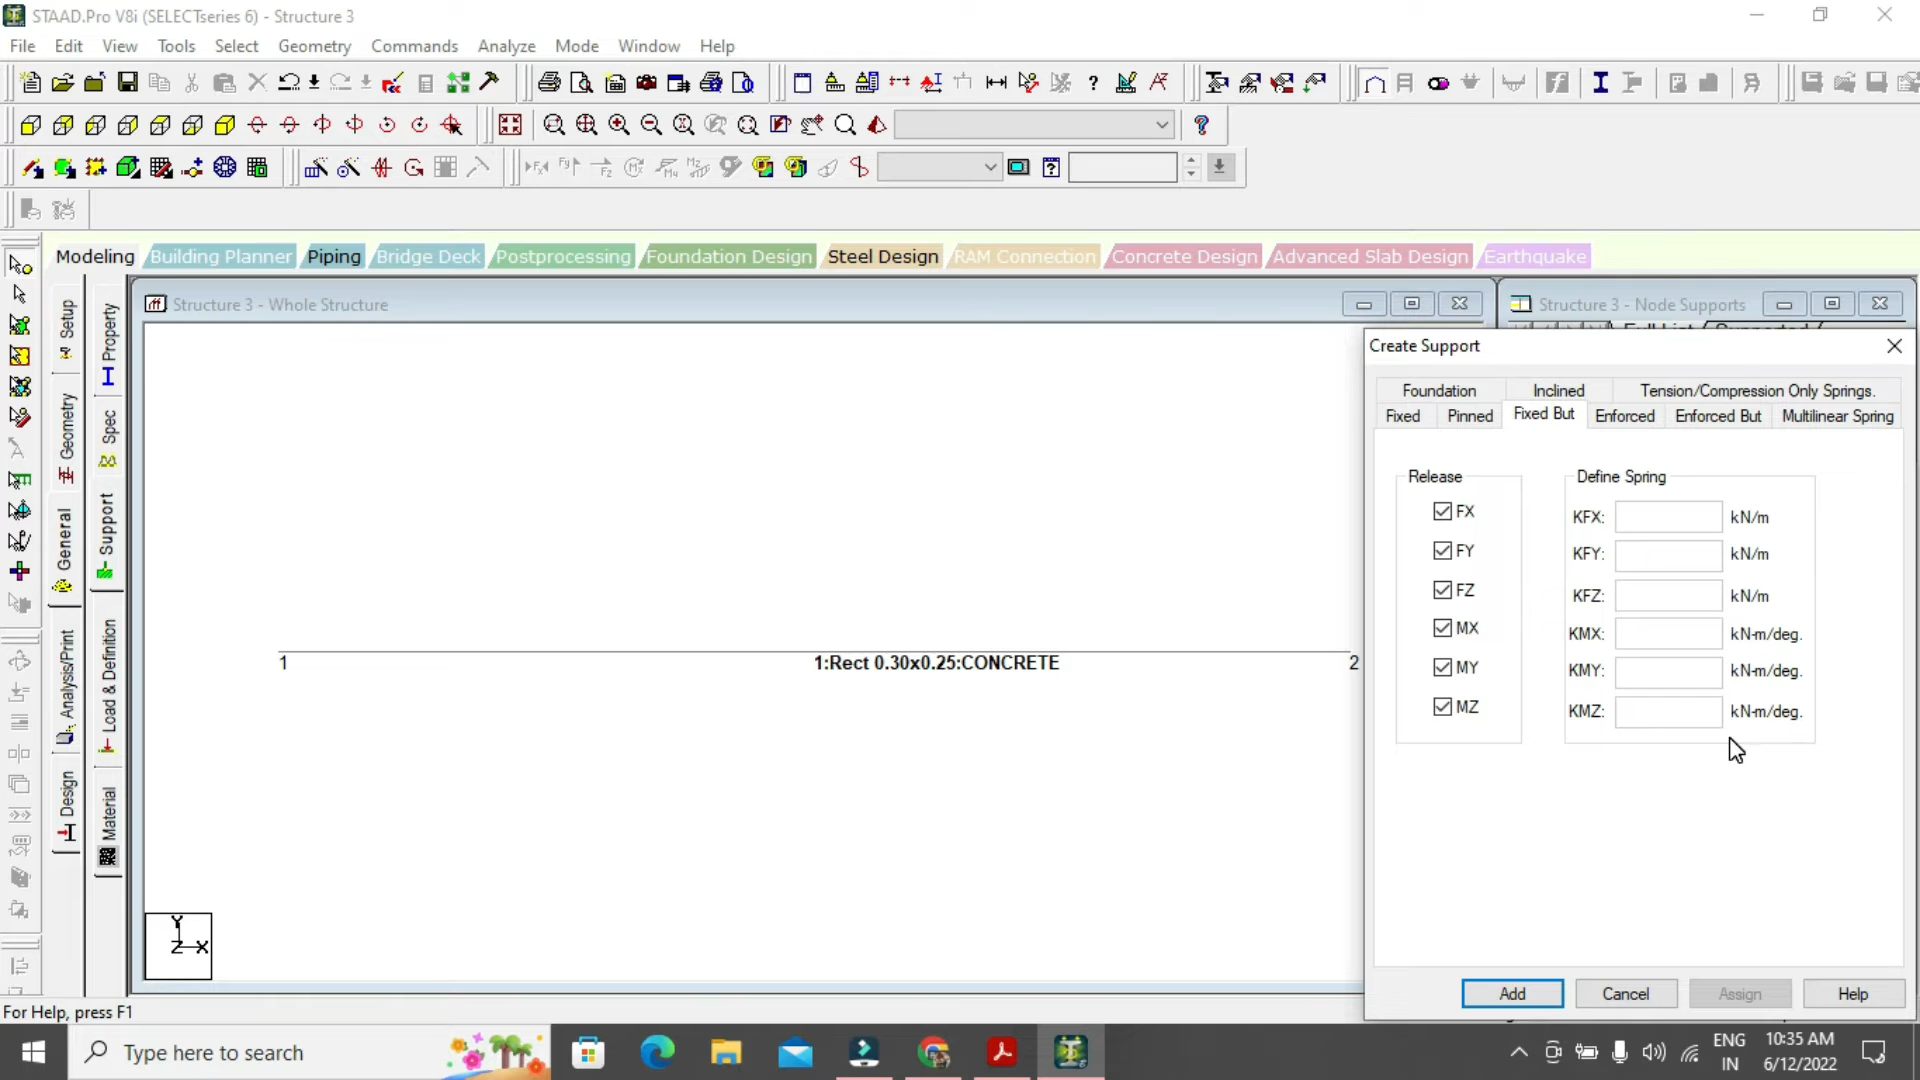 STAAD.Pro V8i (SELECTseries 6) - Structure 3
File Edit View Tools Select Geometry Commands Analyze Mode Window Help
Modeling Building Planner Piping Bridge Deck Postprocessing Foundation Design Steel Design RAM Connection Concrete Design Advanced Slab Design Earthquake
Setup
Geometry
General
Analysis/Print
Design
Property
Spec
Support
Load & Definition
Material
Structure 3 - Whole Structure
1
1:Rect 0.30x0.25:CONCRETE
2
Y
Z X
Structure 3 - Node Supports
Create Support
Foundation Inclined Tension/Compression Only Springs.
Fixed Pinned Fixed But Enforced Enforced But Multilinear Spring
Release
FX
FY
FZ
MX
MY
MZ
Define Spring
KFX: kN/m
KFY: kN/m
KFZ: kN/m
KMX: kN-m/deg.
KMY: kN-m/deg.
KMZ: kN-m/deg.
Add Cancel Assign Help
For Help, press F1
Type here to search
ENG
IN
10:35 AM
6/12/2022